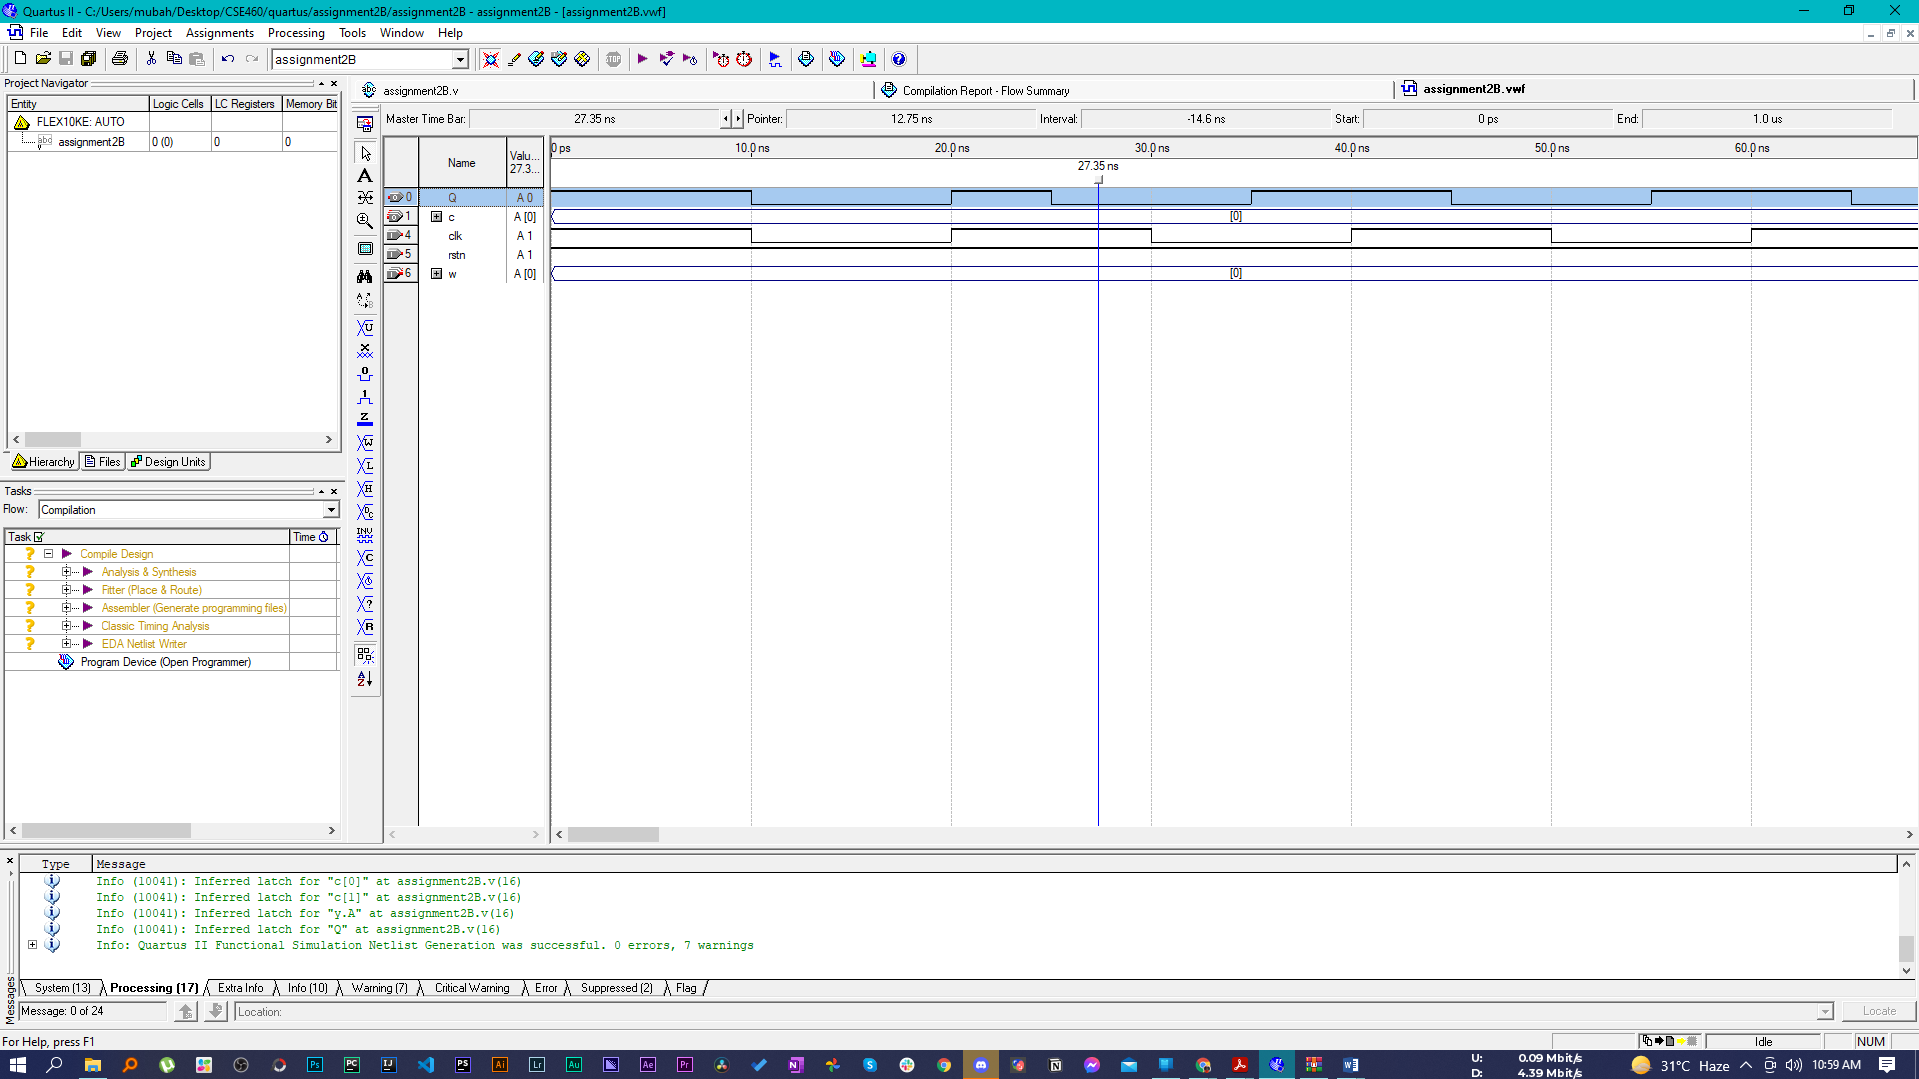 Quartus II - C:/Users/mubah/Desktop/CSE460/quartus/assignment2B/assignment2B - assignment2B - [assignment2B.vwf]
File Edit View Project Assignments Processing Tools Window Help
assignment2B
Project Navigator
Entity Logic Cells LC Registers Memory Bit
FLEX10KE: AUTO
assignment2B 0 (0) 0 0
Hierarchy Files Design Units
Tasks
Flow: Compilation
Task Time
Compile Design
Analysis & Synthesis
Fitter (Place & Route)
Assembler (Generate programming files)
Classic Timing Analysis
EDA Netlist Writer
Program Device (Open Programmer)
assignment2B.v Compilation Report - Flow Summary assignment2B.vwf
Master Time Bar: 27.35 ns Pointer: 12.75 ns Interval: -14.6 ns Start: 0 ps End: 1.0 us
Name Valu... 27.3...
0 ps 10.0 ns 20.0 ns 30.0 ns 40.0 ns 50.0 ns 60.0 ns
27.35 ns
0 Q A 0
1 c A [0] [0]
4 clk A 1
5 rstn A 1
6 w A [0] [0]
Type Message
Info (10041): Inferred latch for "c[0]" at assignment2B.v(16)
Info (10041): Inferred latch for "c[1]" at assignment2B.v(16)
Info (10041): Inferred latch for "y.A" at assignment2B.v(16)
Info (10041): Inferred latch for "Q" at assignment2B.v(16)
Info: Quartus II Functional Simulation Netlist Generation was successful. 0 errors, 7 warnings
System (13) Processing (17) Extra Info Info (10) Warning (7) Critical Warning Error Suppressed (2) Flag
Messages
Message: 0 of 24 Location: Locate
For Help, press F1 Idle NUM
U: 0.09 Mbit/s
D: 4.39 Mbit/s
31°C Haze 10:59 AM